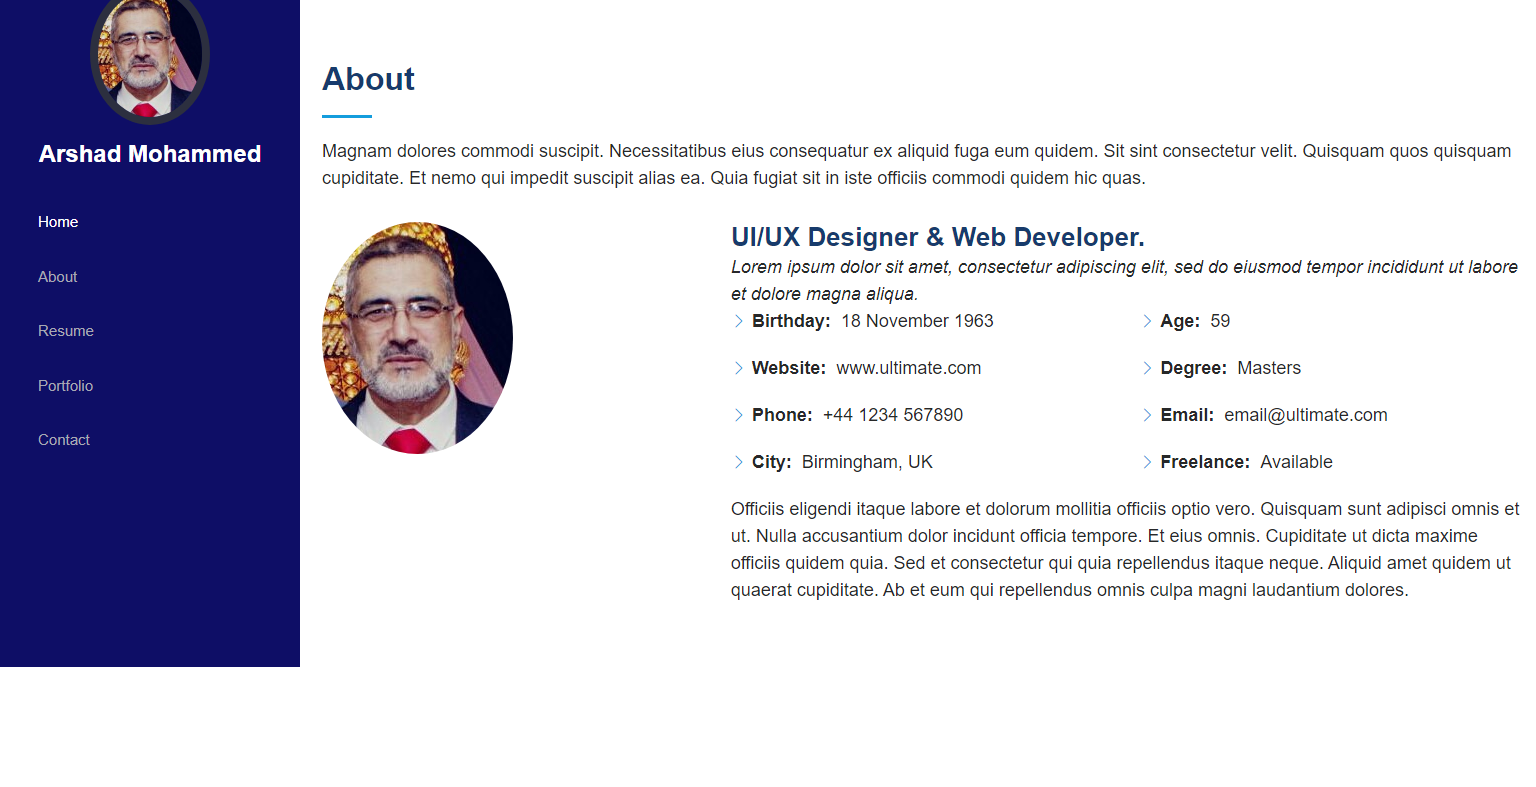 Arshad Mohammed
Home
About
Resume
Portfolio
Contact
About
Magnam dolores commodi suscipit. Necessitatibus eius consequatur ex aliquid fuga eum quidem. Sit sint consectetur velit. Quisquam quos quisquam
cupiditate. Et nemo qui impedit suscipit alias ea. Quia fugiat sit in iste officiis commodi quidem hic quas.
UI/UX Designer & Web Developer.
Lorem ipsum dolor sit amet, consectetur adipiscing elit, sed do eiusmod tempor incididunt ut labore
et dolore magna aliqua.
Birthday: 18 November 1963
Age: 59
Website: www.ultimate.com
Degree: Masters
Phone: +44 1234 567890
Email: email@ultimate.com
City: Birmingham, UK
Freelance: Available
Officiis eligendi itaque labore et dolorum mollitia officiis optio vero. Quisquam sunt adipisci omnis et
ut. Nulla accusantium dolor incidunt officia tempore. Et eius omnis. Cupiditate ut dicta maxime
officiis quidem quia. Sed et consectetur qui quia repellendus itaque neque. Aliquid amet quidem ut
quaerat cupiditate. Ab et eum qui repellendus omnis culpa magni laudantium dolores.